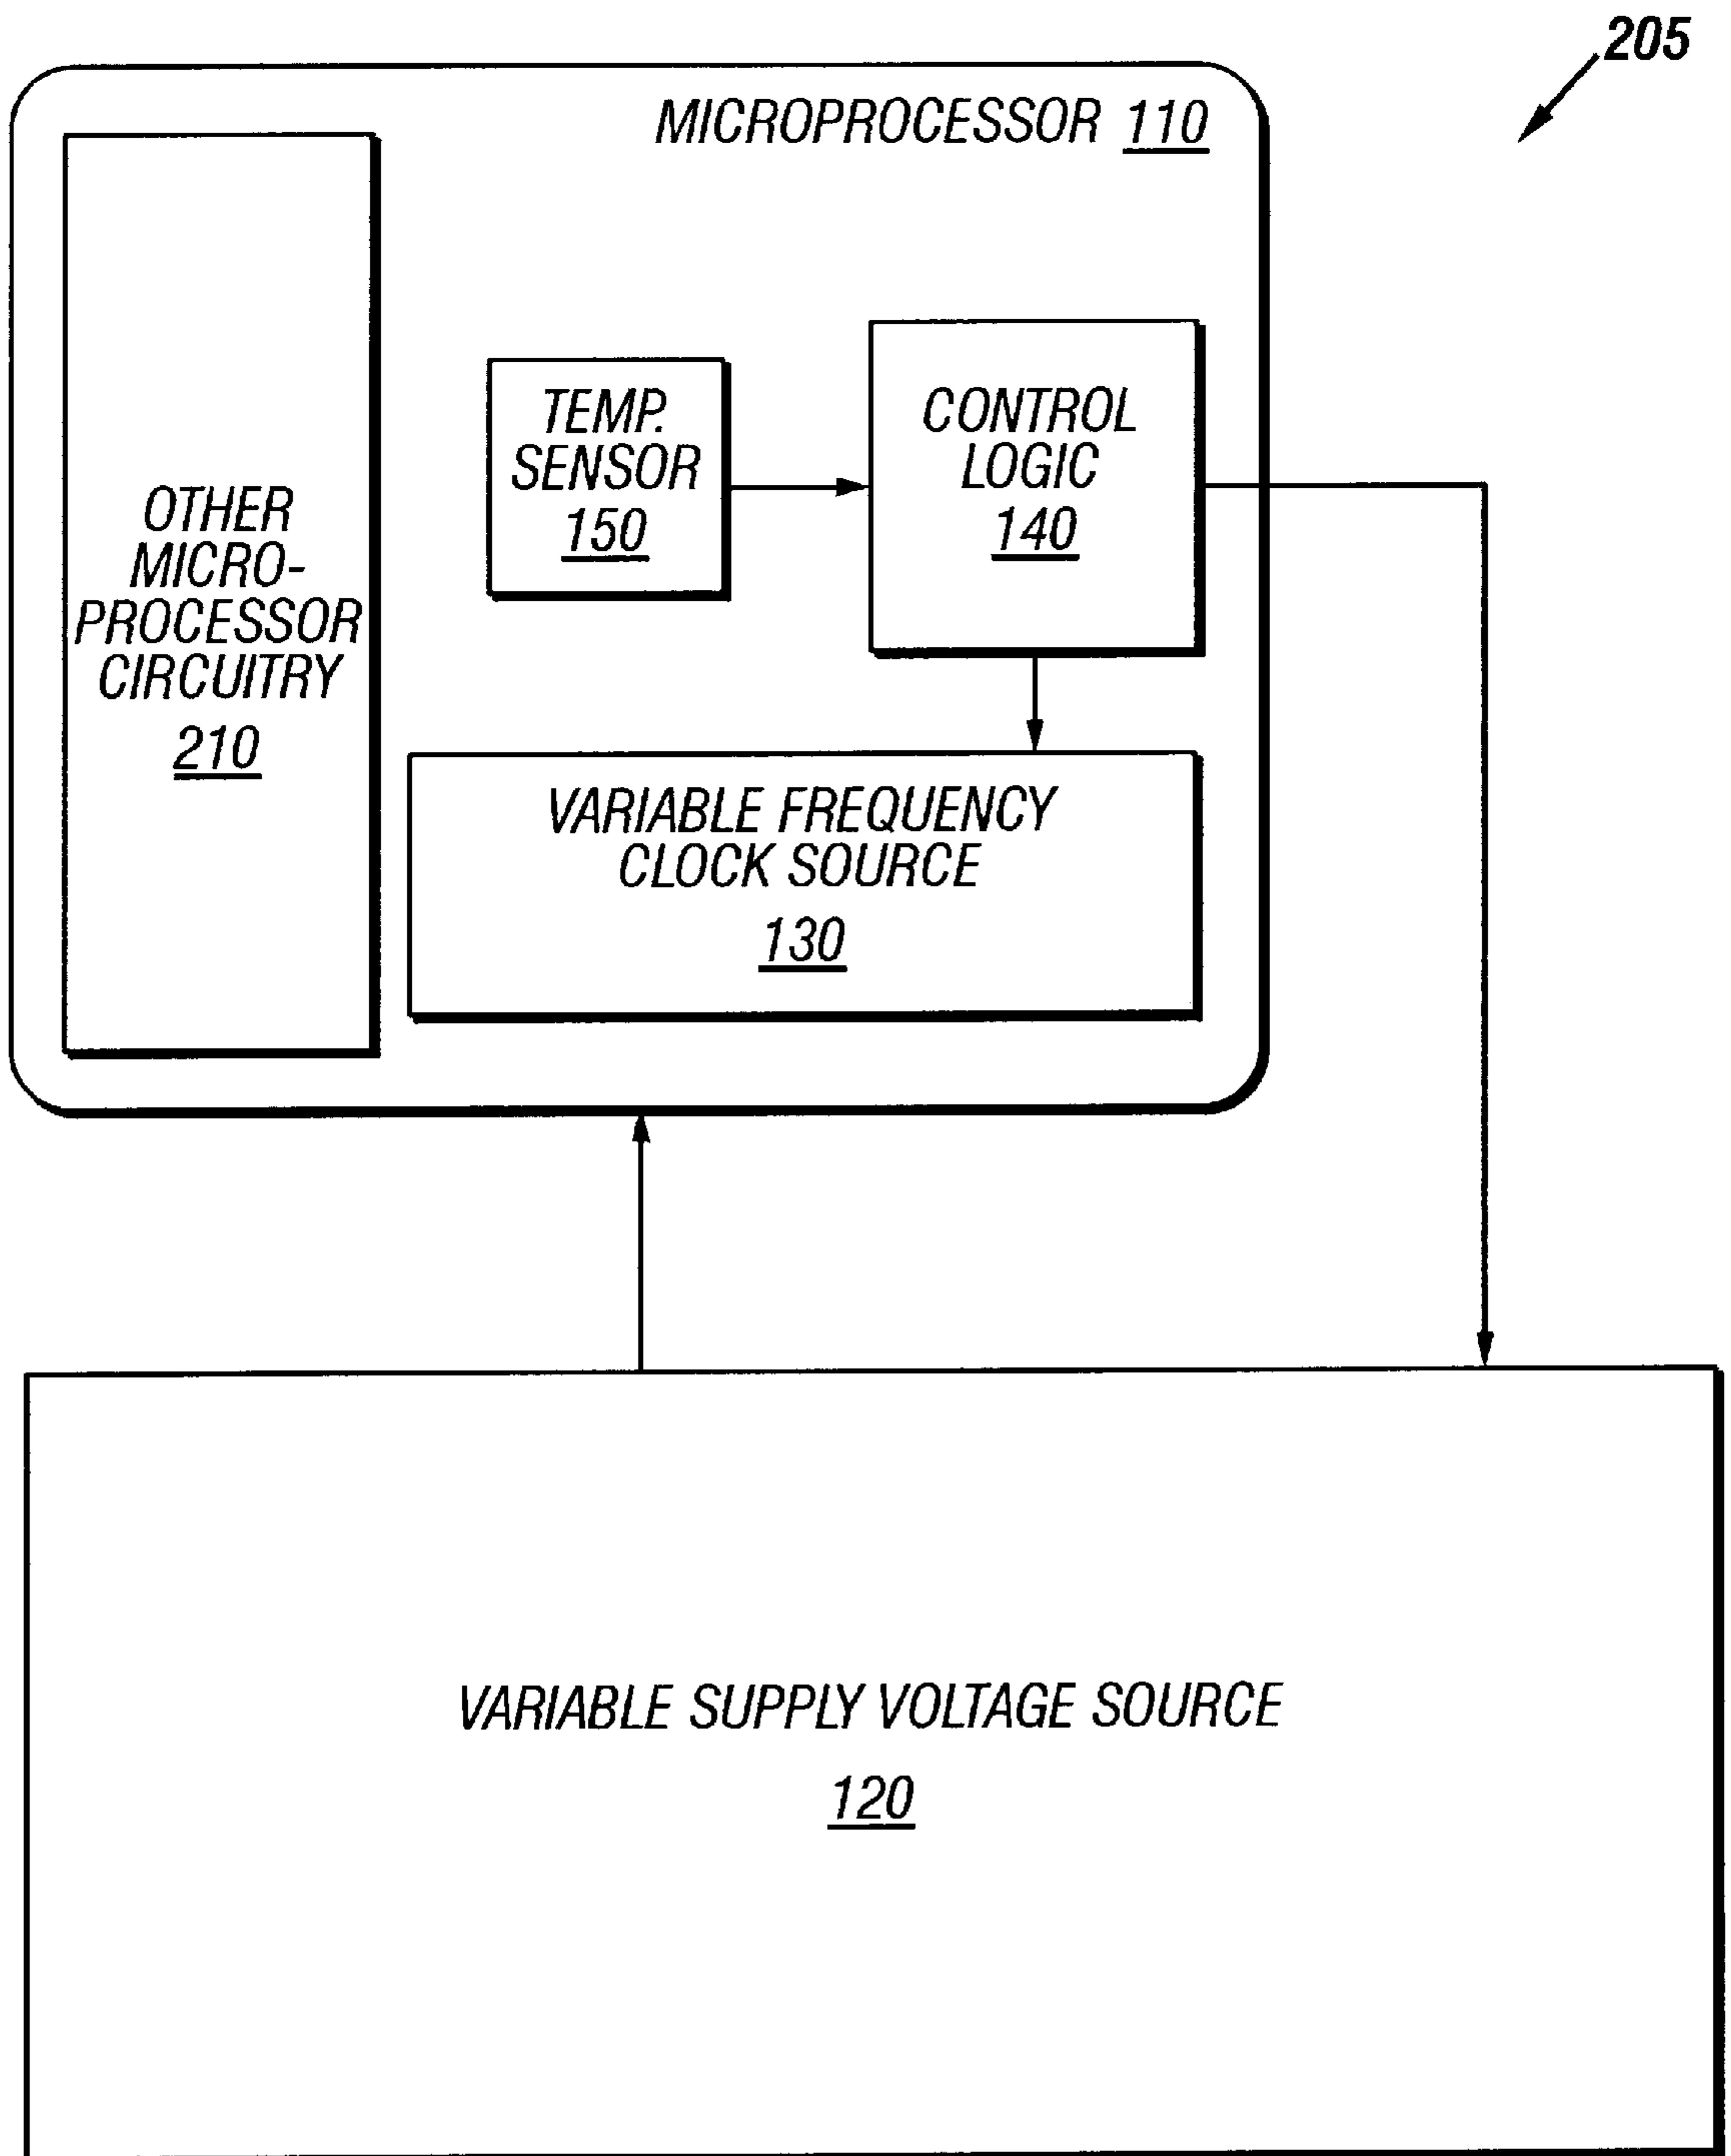 205
MICROPROCESSOR 110
TEMP.
SENSOR
150
CONTROL
LOGIC
140
OTHER
MICRO-
PROCESSOR
CIRCUITRY
210
VARIABLE FREQUENCY
CLOCK SOURCE
130
VARIABLE SUPPLY VOLTAGE SOURCE
120